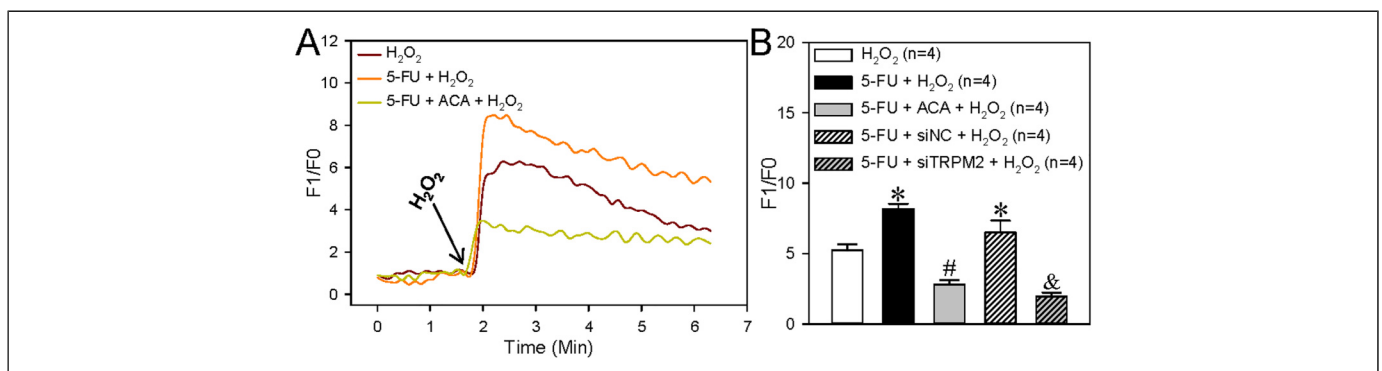 A
12
10
8
6
4
2
0
F1/F0
H₂O₂
5-FU + H₂O₂
5-FU + ACA + H₂O₂
H₂O₂
0 1 2 3 4 5 6 7
Time (Min)
B
20
15
10
5
0
F1/F0
H₂O₂ (n=4)
5-FU + H₂O₂ (n=4)
5-FU + ACA + H₂O₂ (n=4)
5-FU + siNC + H₂O₂ (n=4)
5-FU + siTRPM2 + H₂O₂ (n=4)
* # * &